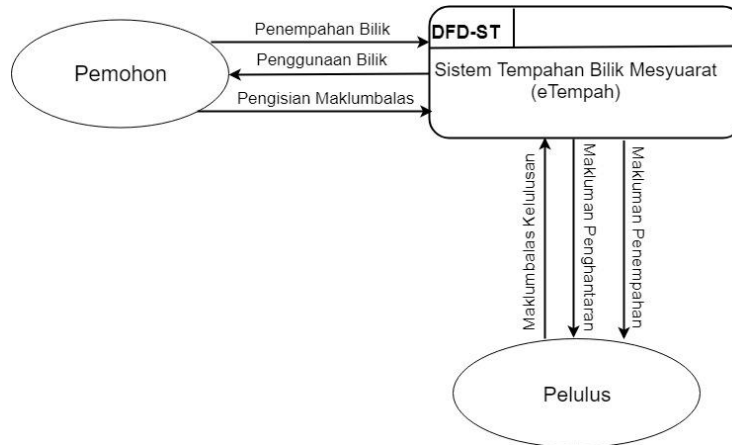 Penempahan Bilik
DFD-ST
Pemohon
Penggunaan Bilik
Sistem Tempahan Bilik Mesyuarat
(eTempah)
Pengisian Maklumbalas
Maklumbalas Kelulusan
Makluman Penghantaran
Makluman Penempahan
Pelulus